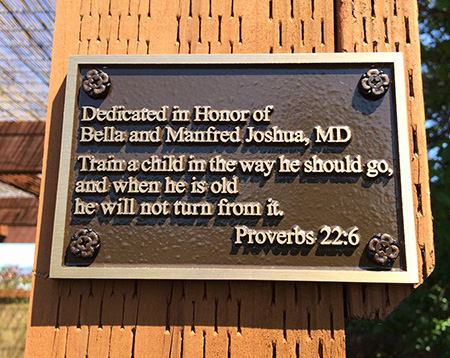 Dedicated in Honor of
Bella and Manfred Joshua, MD
Train a child in the way he should go,
and when he is old
he will not turn from it.
Proverbs 22:6